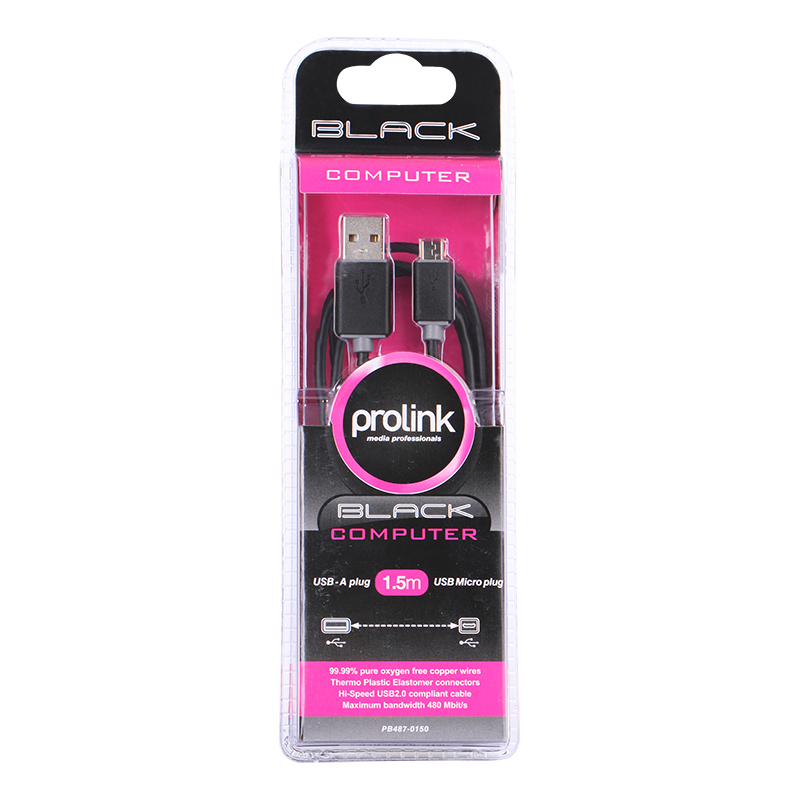 BLACK
COMPUTER
prolink
media professionals
BLACK
COMPUTER
USB - A plug 1.5m USB Micro plug
99.99% pure oxygen free copper wires
Thermo Plastic Elastomer connectors
Hi-Speed USB2.0 compliant cable
Maximum bandwidth 480 Mbit/s
PB487-0150